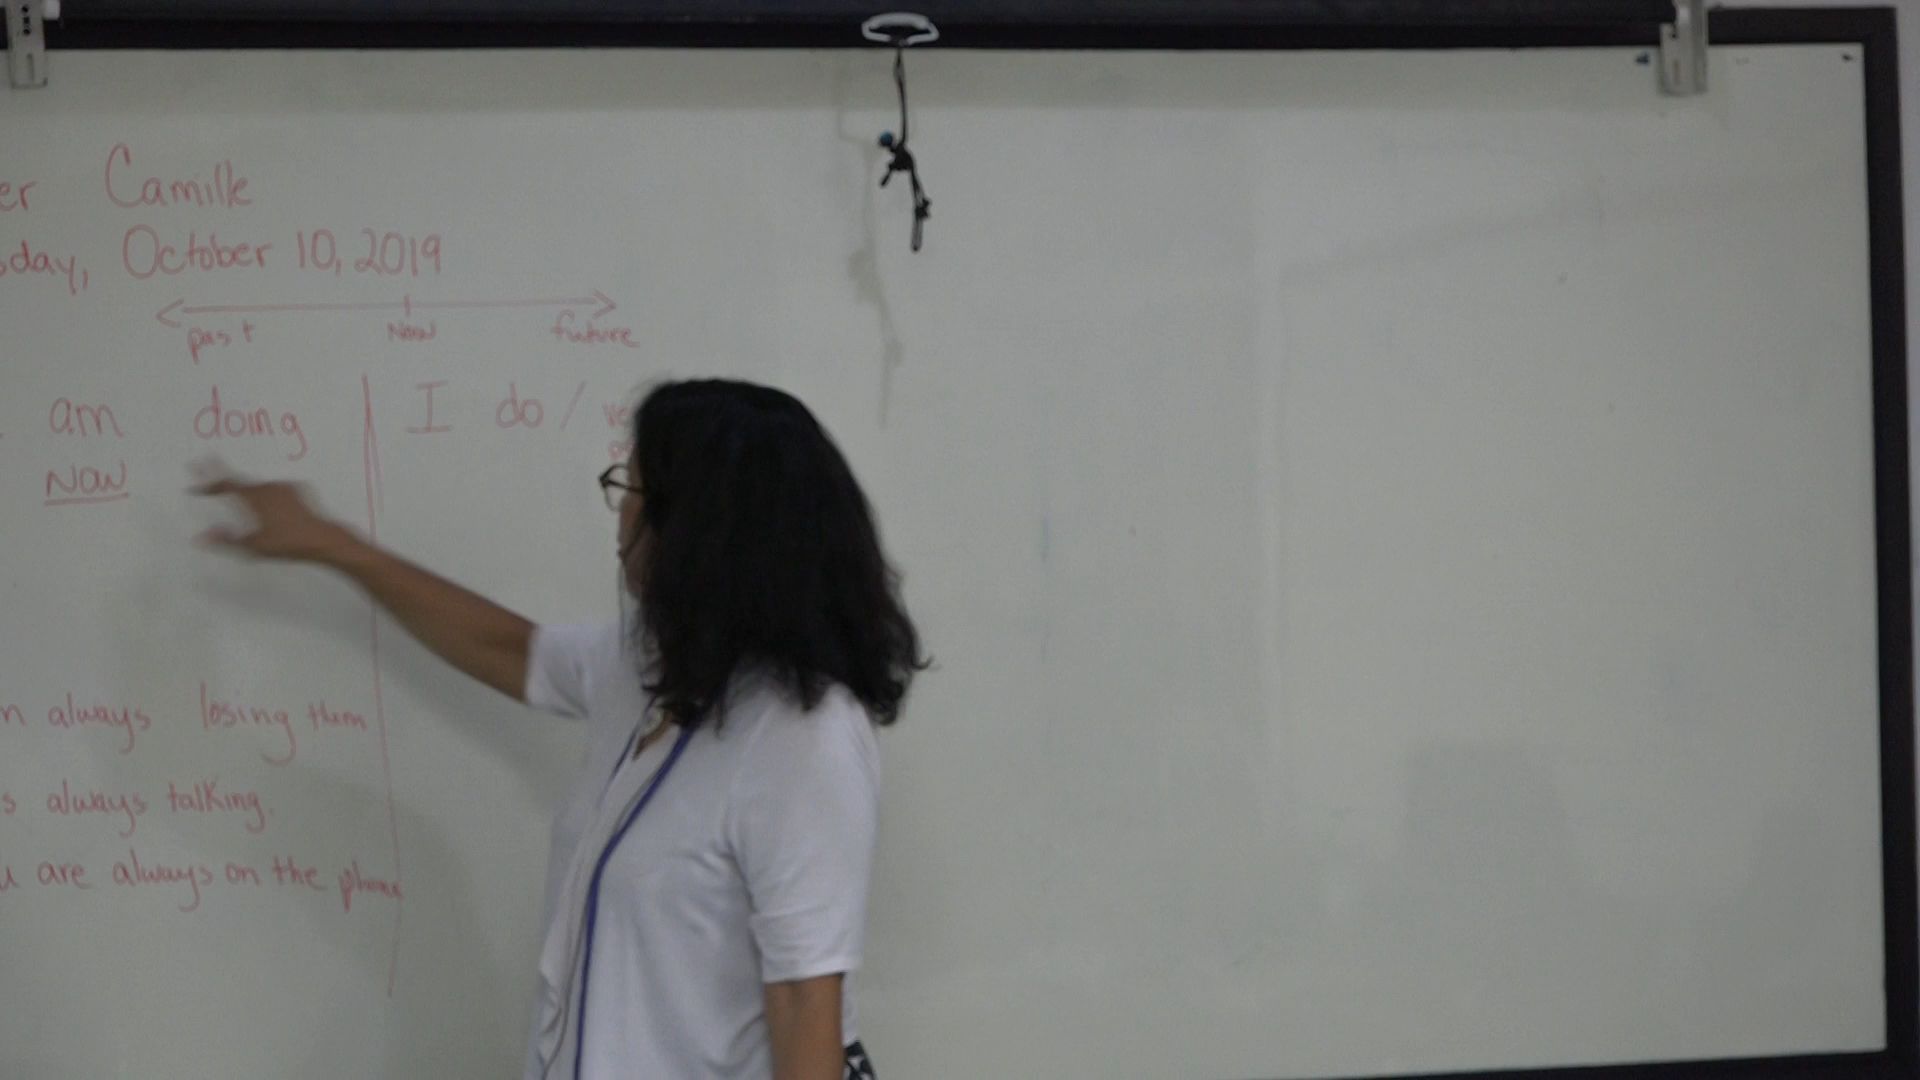 er Camille
sday, October 10, 2019
past Now future
am doing I do /
Now
n always losing them
s always talking.
u are always on the phone